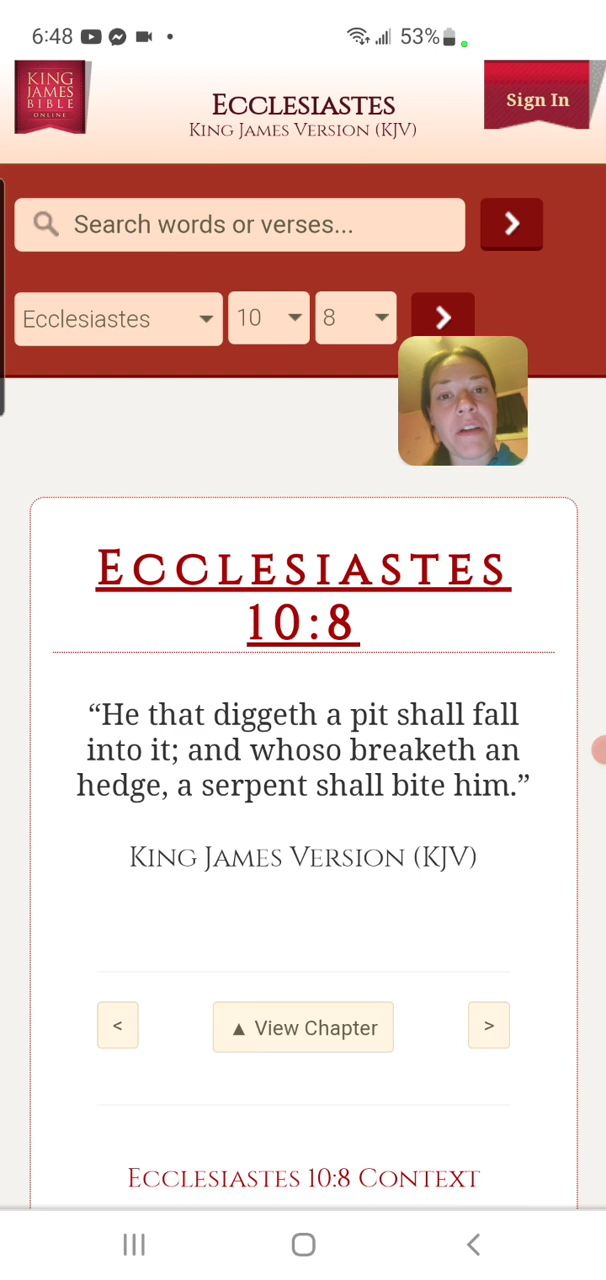 6:48
53%
KING
JAMES
BIBLE
ONLINE
ECCLESIASTES
KING JAMES VERSION (KJV)
Sign In
Search words or verses...
Ecclesiastes
10
8
ECCLESIASTES
10:8
“He that diggeth a pit shall fall
into it; and whoso breaketh an
hedge, a serpent shall bite him.”
KING JAMES VERSION (KJV)
<
▲ View Chapter
>
ECCLESIASTES 10:8 CONTEXT